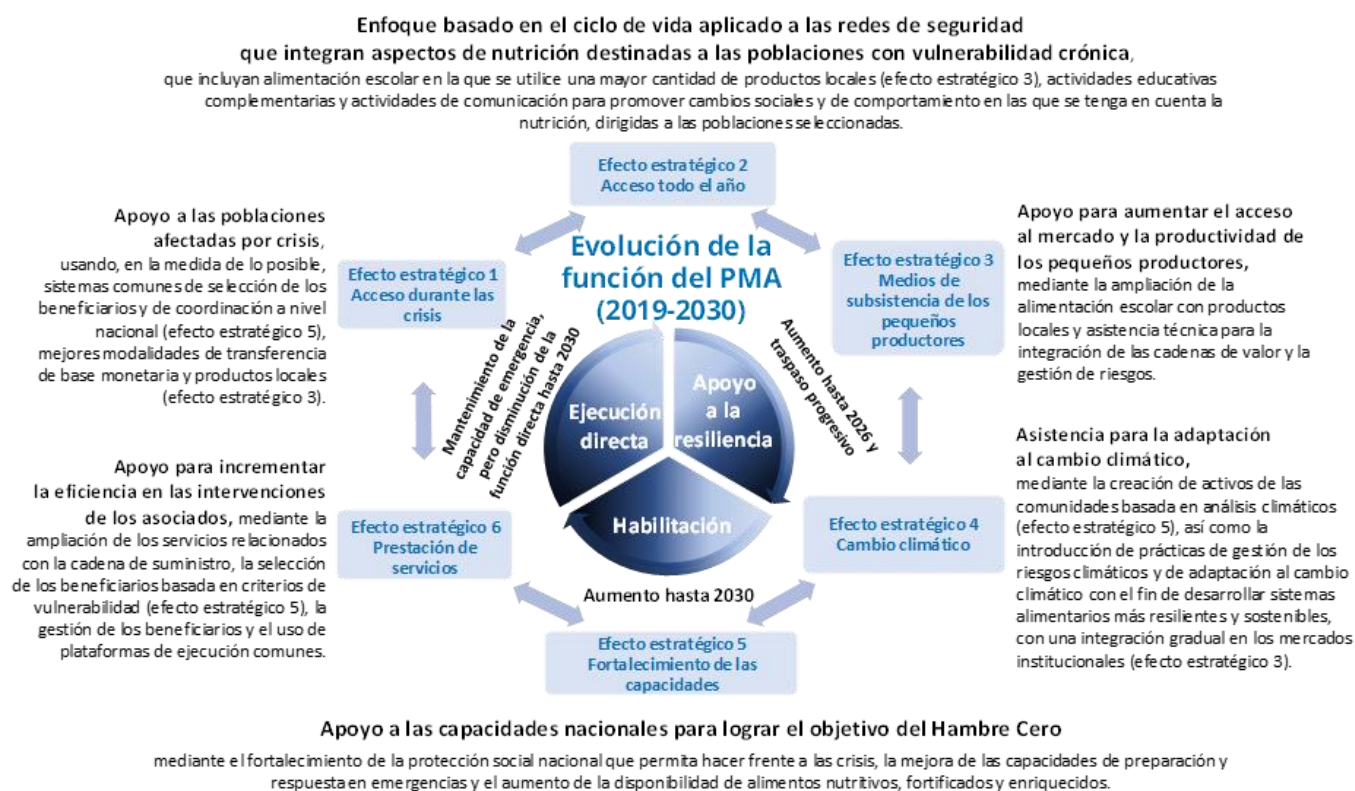 Enfoque basado en el ciclo de vida aplicado a las redes de seguridad
que integran aspectos de nutrición destinadas a las poblaciones con vulnerabilidad crónica,
que incluyan alimentación escolar en la que se utilice una mayor cantidad de productos locales (efecto estratégico 3), actividades educativas
complementarias y actividades de comunicación para promover cambios sociales y de comportamiento en las que se tenga en cuenta la
nutrición, dirigidas a las poblaciones seleccionadas.
Efecto estratégico 2
Acceso todo el año
Apoyo a las poblaciones
afectadas por crisis,
usando, en la medida de lo posible,
sistemas comunes de selección de los
beneficiarios y de coordinación a nivel
nacional (efecto estratégico 5),
mejores modalidades de transferencia
de base monetaria y productos locales
(efecto estratégico 3).
Efecto estratégico 1
Acceso durante las
crisis
Evolución de la
función del PMA
(2019-2030)
Efecto estratégico 3
Medios de
subsistencia de los
pequeños
productores
Apoyo para aumentar el acceso
al mercado y la productividad de
los pequeños productores,
mediante la ampliación de la
alimentación escolar con productos
locales y asistencia técnica para la
integración de las cadenas de valor y la
gestión de riesgos.
Mantenimiento de la
capacidad de emergencia,
pero disminución de la
función directa hasta 2030
Ejecución
directa
Apoyo
a la
resiliencia
Habilitación
Aumento hasta 2026 y
traspaso progresivo
Aumento hasta 2030
Apoyo para incrementar
la eficiencia en las intervenciones
de los asociados, mediante la
ampliación de los servicios relacionados
con la cadena de suministro, la selección
de los beneficiarios basada en criterios de
vulnerabilidad (efecto estratégico 5), la
gestión de los beneficiarios y el uso de
plataformas de ejecución comunes.
Efecto estratégico 6
Prestación de
servicios
Efecto estratégico 4
Cambio climático
Asistencia para la adaptación
al cambio climático,
mediante la creación de activos de las
comunidades basada en análisis climáticos
(efecto estratégico 5), así como la
introducción de prácticas de gestión de los
riesgos climáticos y de adaptación al cambio
climático con el fin de desarrollar sistemas
alimentarios más resilientes y sostenibles,
con una integración gradual en los mercados
institucionales (efecto estratégico 3).
Efecto estratégico 5
Fortalecimiento de las
capacidades
Apoyo a las capacidades nacionales para lograr el objetivo del Hambre Cero
mediante el fortalecimiento de la protección social nacional que permita hacer frente a las crisis, la mejora de las capacidades de preparación y
respuesta en emergencias y el aumento de la disponibilidad de alimentos nutritivos, fortificados y enriquecidos.